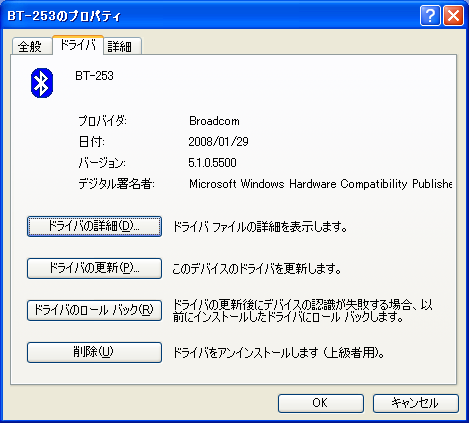 BT-253のプロパティ
全般 ドライバ 詳細
BT-253
プロバイダ: Broadcom
日付: 2008/01/29
バージョン: 5.1.0.5500
デジタル署名者: Microsoft Windows Hardware Compatibility Publishe
ドライバの詳細(D)... ドライバ ファイルの詳細を表示します。
ドライバの更新(P)... このデバイスのドライバを更新します。
ドライバのロール バック(R) ドライバの更新後にデバイスの認識が失敗する場合、以
前にインストールしたドライバにロール バックします。
削除(U) ドライバをアンインストールします (上級者用)。
OK キャンセル